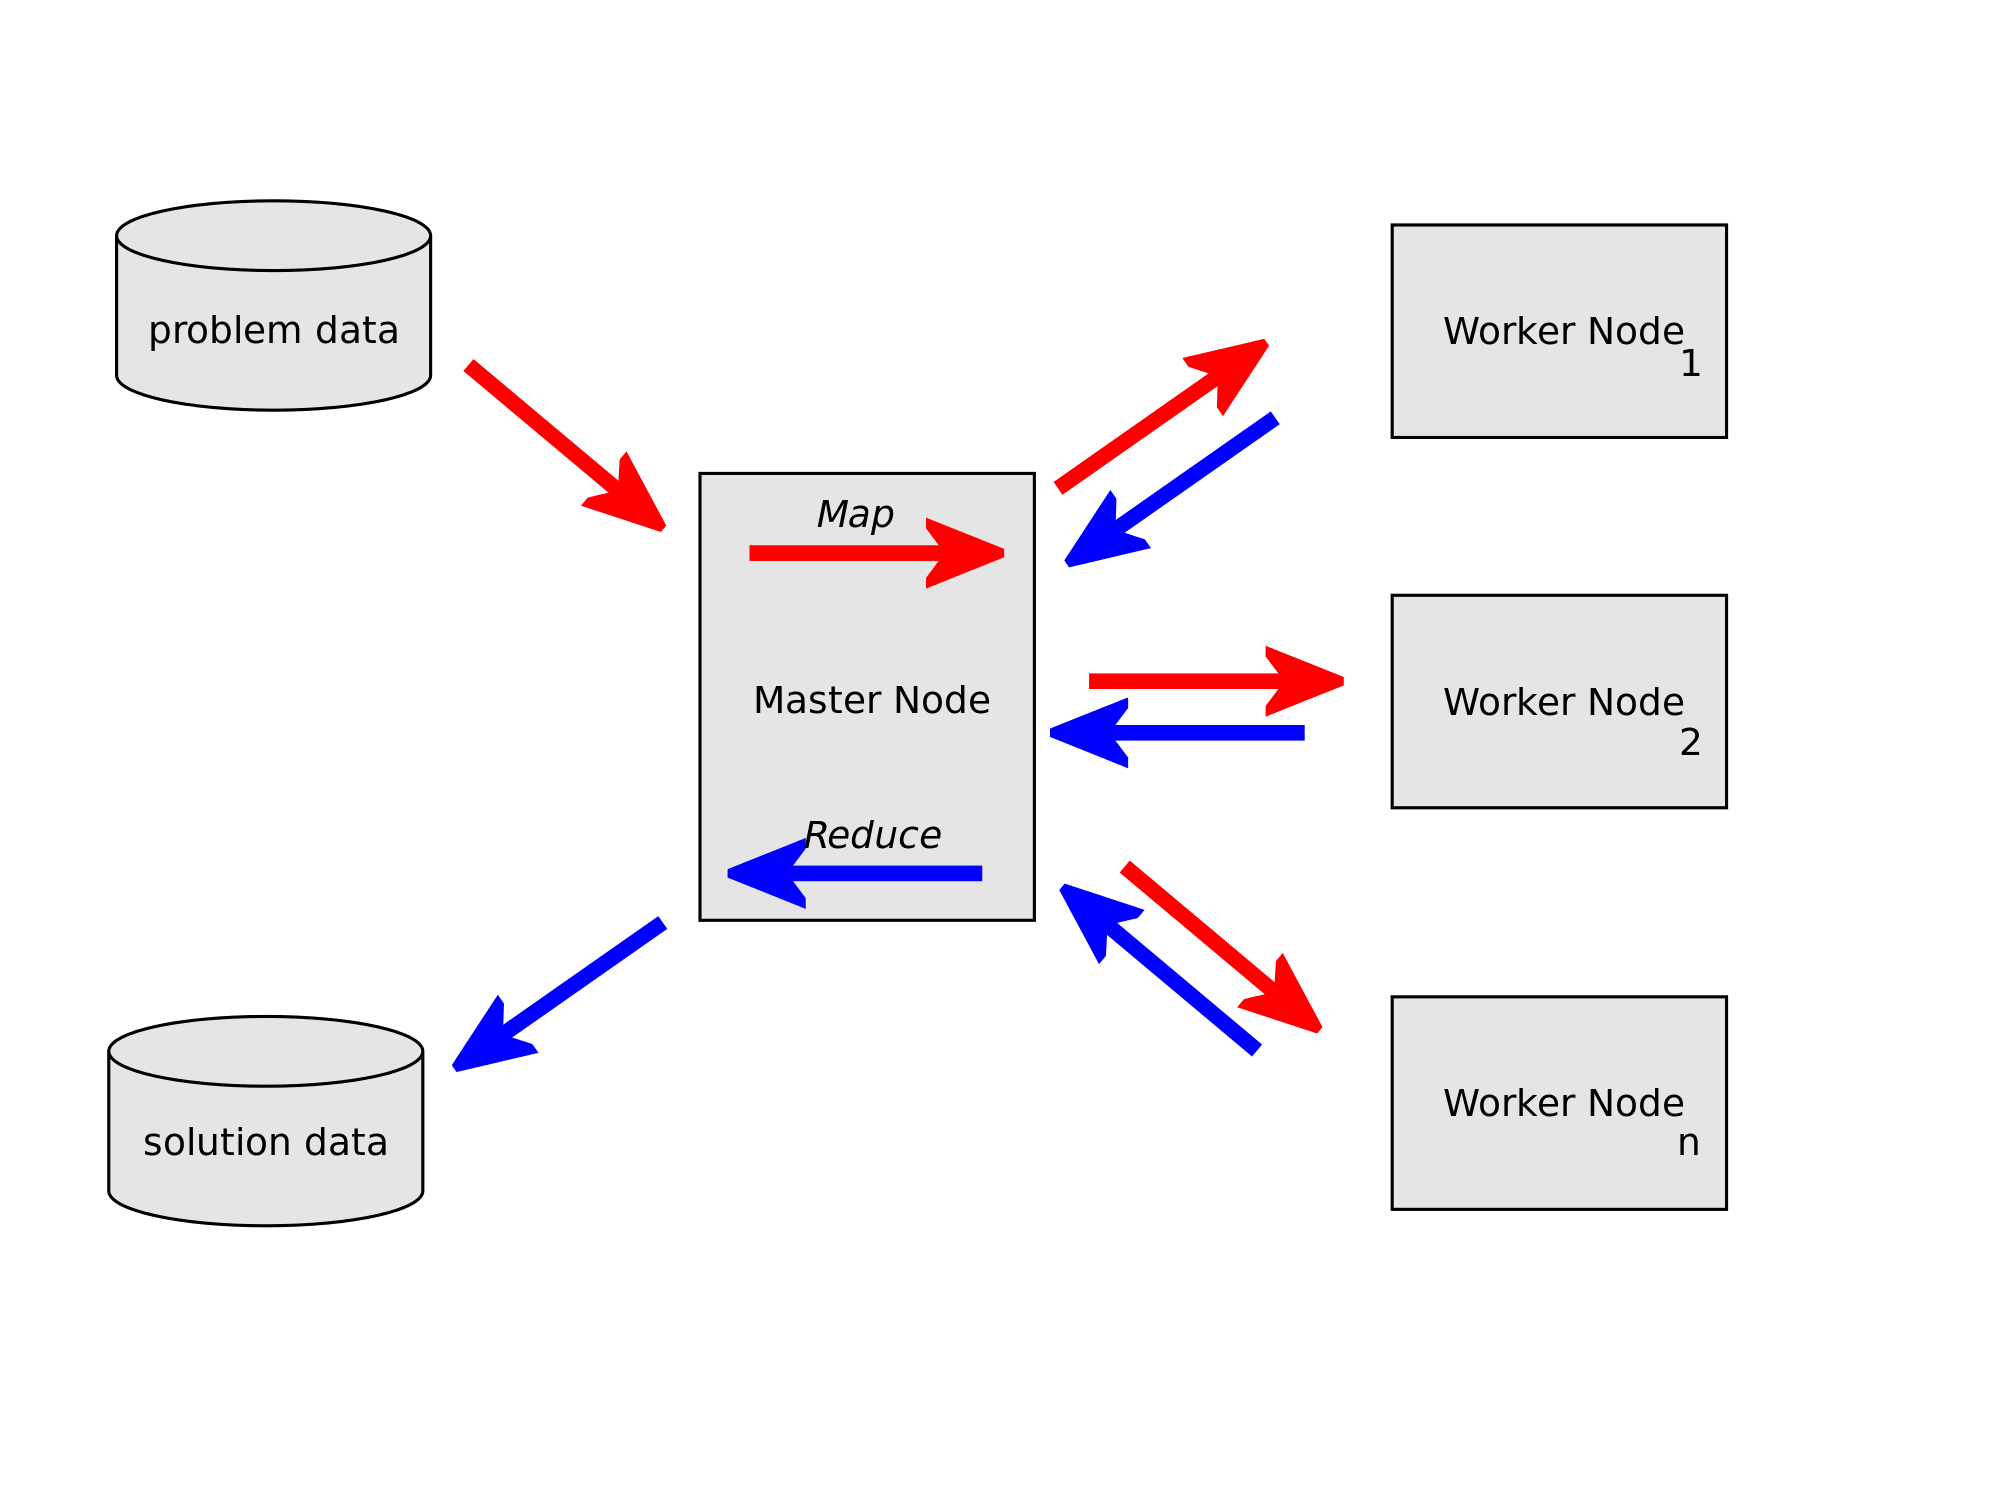 problem data
Map
Master Node
Reduce
solution data
Worker Node
1
Worker Node
2
Worker Node
n